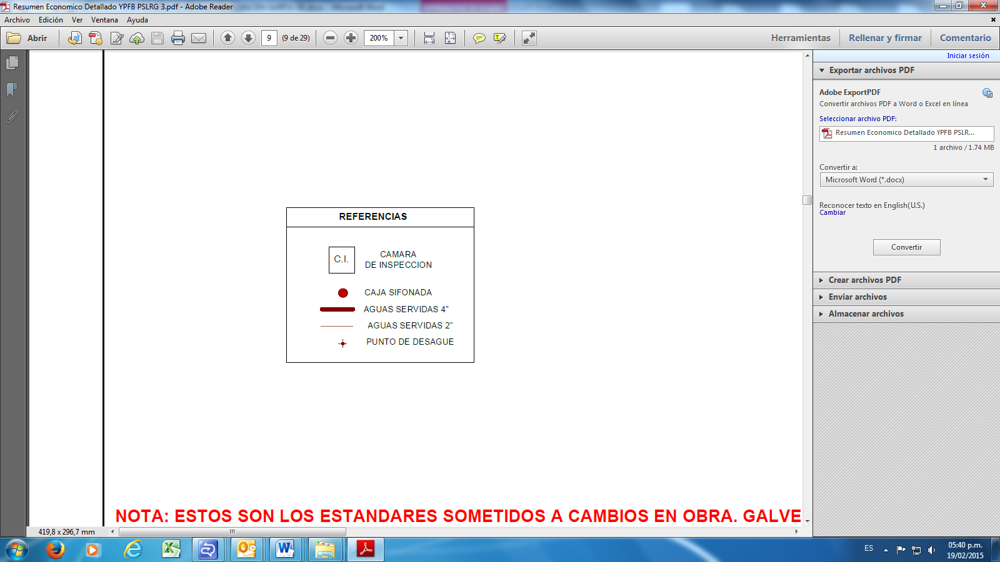 Resumen Economico Detallado YPFB PSLRG 3.pdf - Adobe Reader
Archivo Edición Ver Ventana Ayuda
Abrir 9 (9 de 29) 200% Herramientas Rellenar y firmar Comentario
Iniciar sesión
Exportar archivos PDF
Adobe ExportPDF
Convertir archivos PDF a Word o Excel en línea
Seleccionar archivo PDF:
Resumen Economico Detallado YPFB PSLR...
1 archivo / 1.74 MB
Convertir a:
Microsoft Word (*.docx)
Reconocer texto en English(U.S.)
Cambiar
Convertir
Crear archivos PDF
Enviar archivos
Almacenar archivos
REFERENCIAS
C.I. CAMARA
DE INSPECCION
CAJA SIFONADA
AGUAS SERVIDAS 4"
AGUAS SERVIDAS 2"
PUNTO DE DESAGUE
NOTA: ESTOS SON LOS ESTANDARES SOMETIDOS A CAMBIOS EN OBRA. GALVE
419,8 x 296,7 mm
ES
05:40 p.m.
19/02/2015